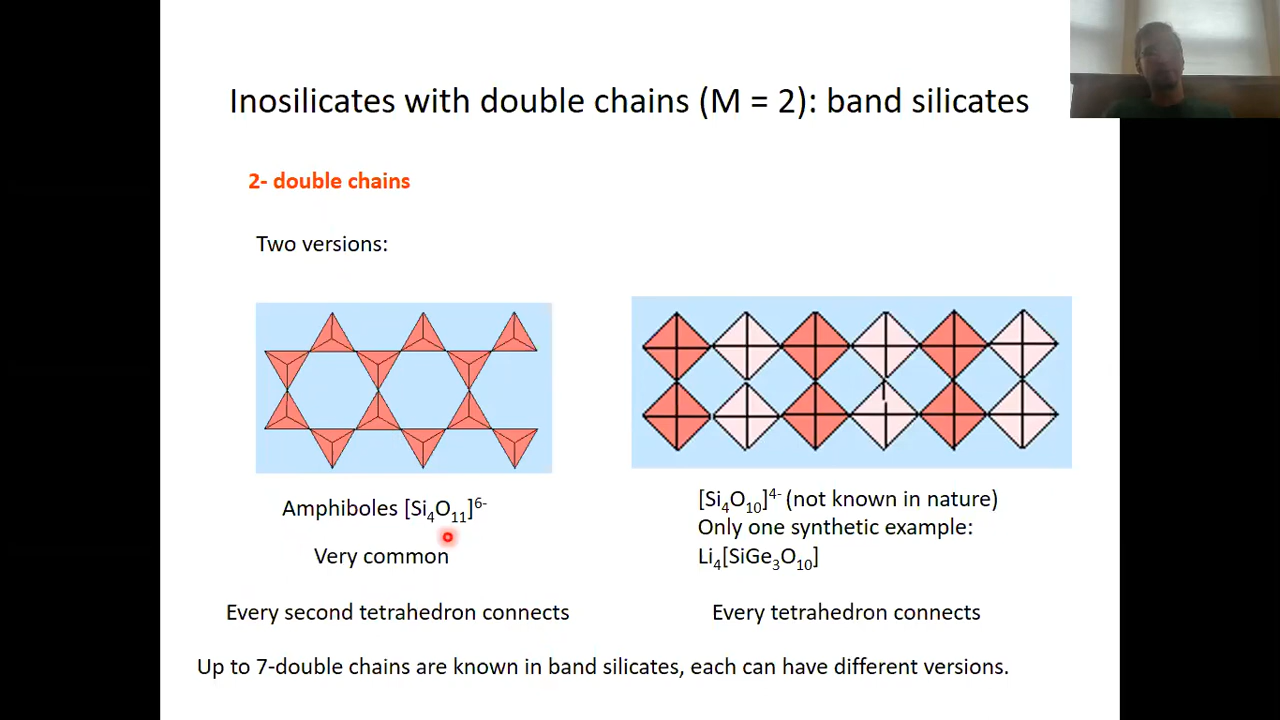 Inosilicates with double chains (M = 2): band silicates
2- double chains
Two versions:
Amphiboles [Si₄O₁₁]⁶⁻
Very common
Every second tetrahedron connects
[Si₄O₁₀]⁴⁻ (not known in nature)
Only one synthetic example:
Li₄[SiGe₃O₁₀]
Every tetrahedron connects
Up to 7-double chains are known in band silicates, each can have different versions.